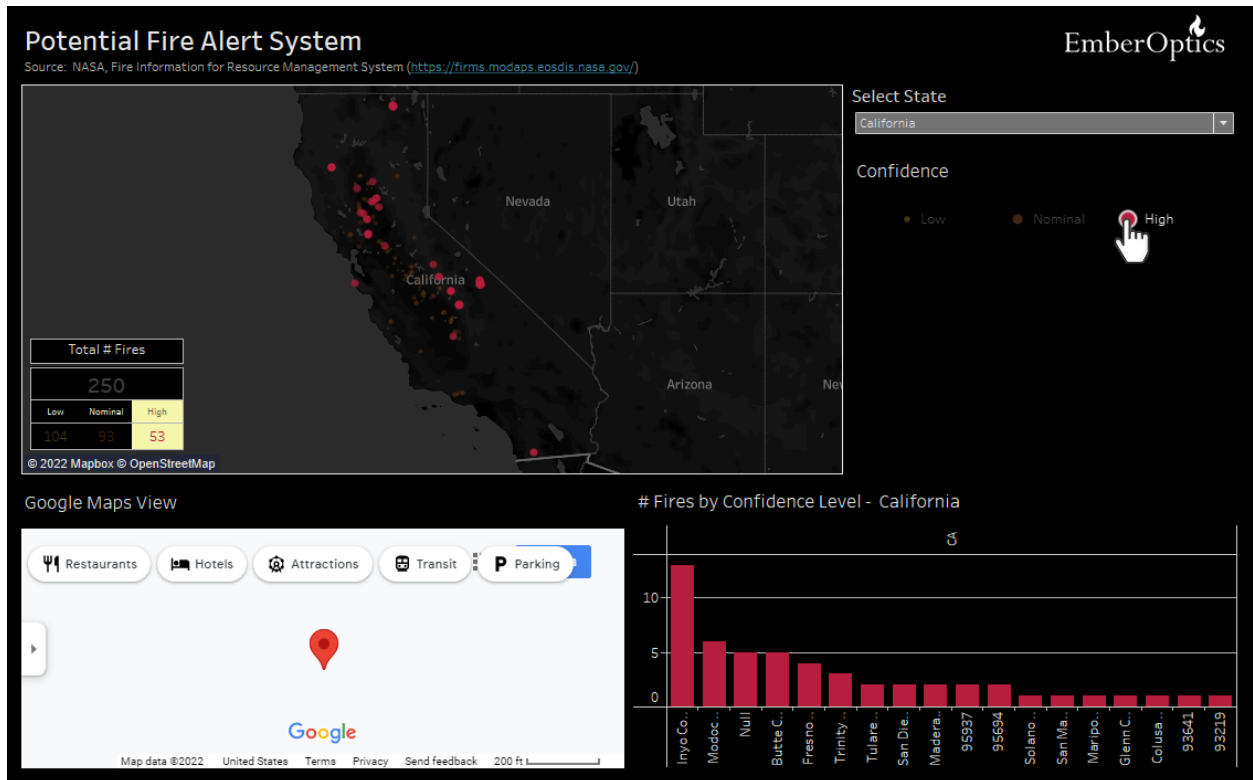 Potential Fire Alert System
EmberOptics
Source: NASA, Fire Information for Resource Management System (https://firms.modaps.eosdis.nasa.gov/)
Select State
California
Confidence
Low
Nominal
High
Nevada
Utah
California
Arizona
Nev
Total # Fires
250
Low Nominal High
104 93 53
© 2022 Mapbox © OpenStreetMap
Google Maps View
Restaurants
Hotels
Attractions
Transit
P Parking
Google
Map data ©2022 United States Terms Privacy Send feedback 200 ft
# Fires by Confidence Level - California
CA
10
5
0
Inyo Co..
Modoc ..
Null
Butte C..
Fresno..
Trinity ..
Tulare ..
San Die..
Madera..
95937
95694
Solano..
San Ma..
Maripo..
Glenn C..
Colusa..
93641
93219